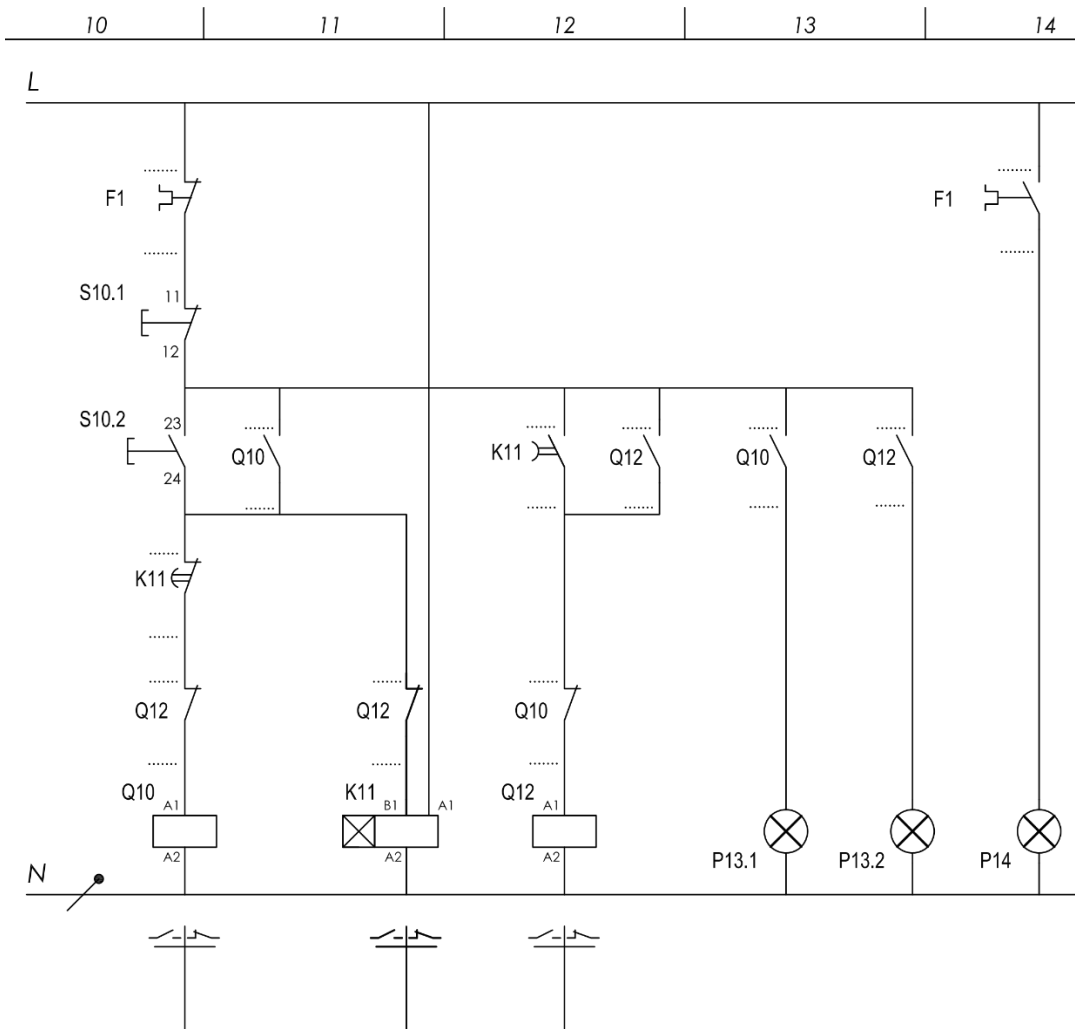 10 11 12 13 14
L
F1 F1
S10.1 11
12
S10.2 23
K11 Q10 Q12 Q10 Q12
24
K11
Q12 Q12 Q10
Q10 A1 K11 B1 A1 Q12 A1
A2 A2 A2 P13.1 P13.2 P14
N